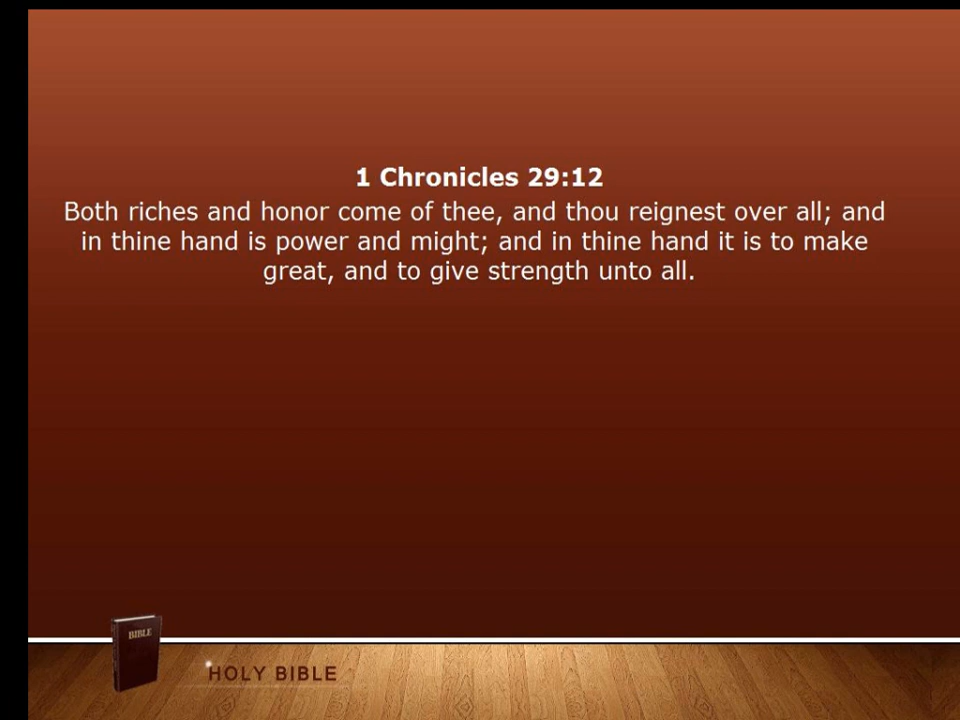 1 Chronicles 29:12
Both riches and honor come of thee, and thou reignest over all; and
in thine hand is power and might; and in thine hand it is to make
great, and to give strength unto all.
BIBLE
HOLY BIBLE